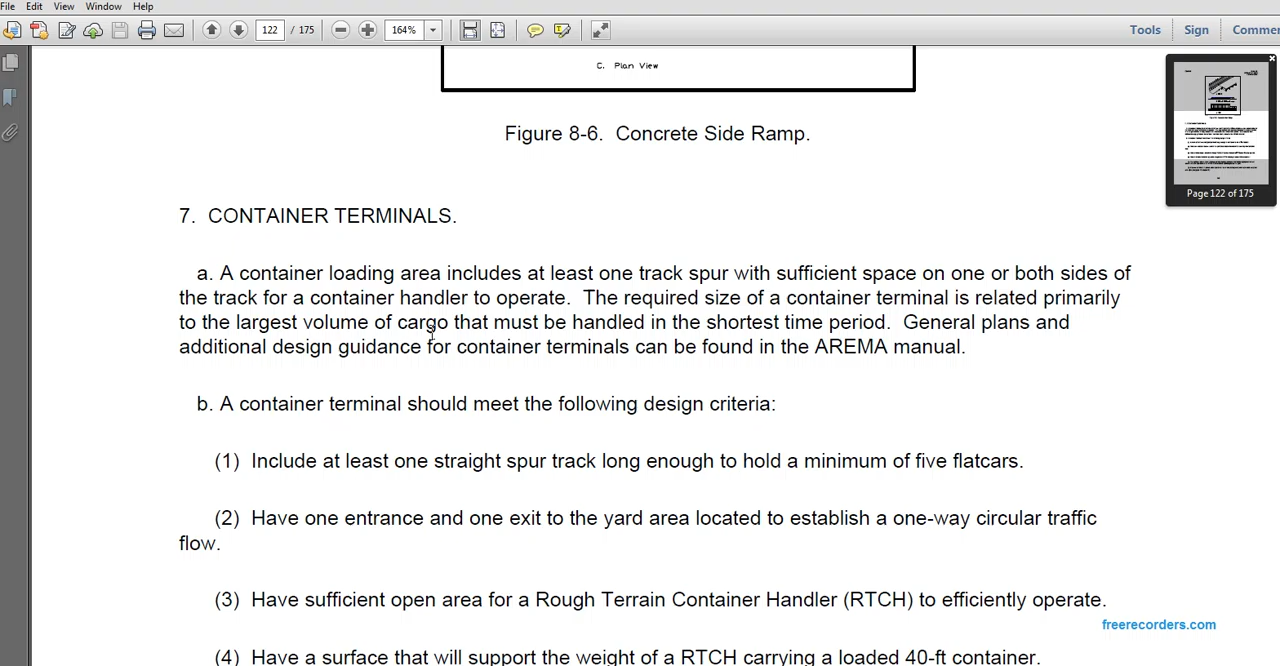 File Edit View Window Help
122 / 175 164% Tools Sign Commen
C. Plan View
Figure 8-6. Concrete Side Ramp.
Page 122 of 175
7. CONTAINER TERMINALS.
a. A container loading area includes at least one track spur with sufficient space on one or both sides of
the track for a container handler to operate. The required size of a container terminal is related primarily
to the largest volume of cargo that must be handled in the shortest time period. General plans and
additional design guidance for container terminals can be found in the AREMA manual.
b. A container terminal should meet the following design criteria:
(1) Include at least one straight spur track long enough to hold a minimum of five flatcars.
(2) Have one entrance and one exit to the yard area located to establish a one-way circular traffic
flow.
(3) Have sufficient open area for a Rough Terrain Container Handler (RTCH) to efficiently operate.
freerecorders.com
(4) Have a surface that will support the weight of a RTCH carrying a loaded 40-ft container.